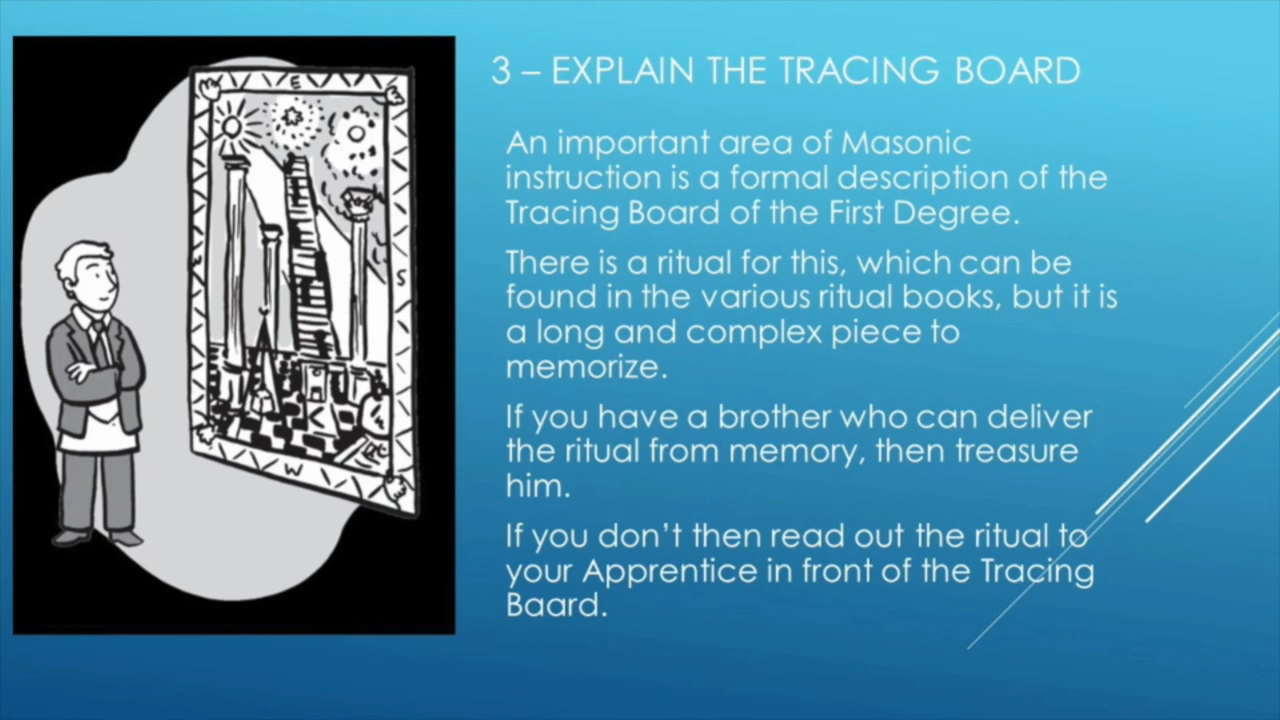 3 – EXPLAIN THE TRACING BOARD
An important area of Masonic
instruction is a formal description of the
Tracing Board of the First Degree.
There is a ritual for this, which can be
found in the various ritual books, but it is
a long and complex piece to
memorize.
If you have a brother who can deliver
the ritual from memory, then treasure
him.
If you don't then read out the ritual to
your Apprentice in front of the Tracing
Baard.
E
S
W